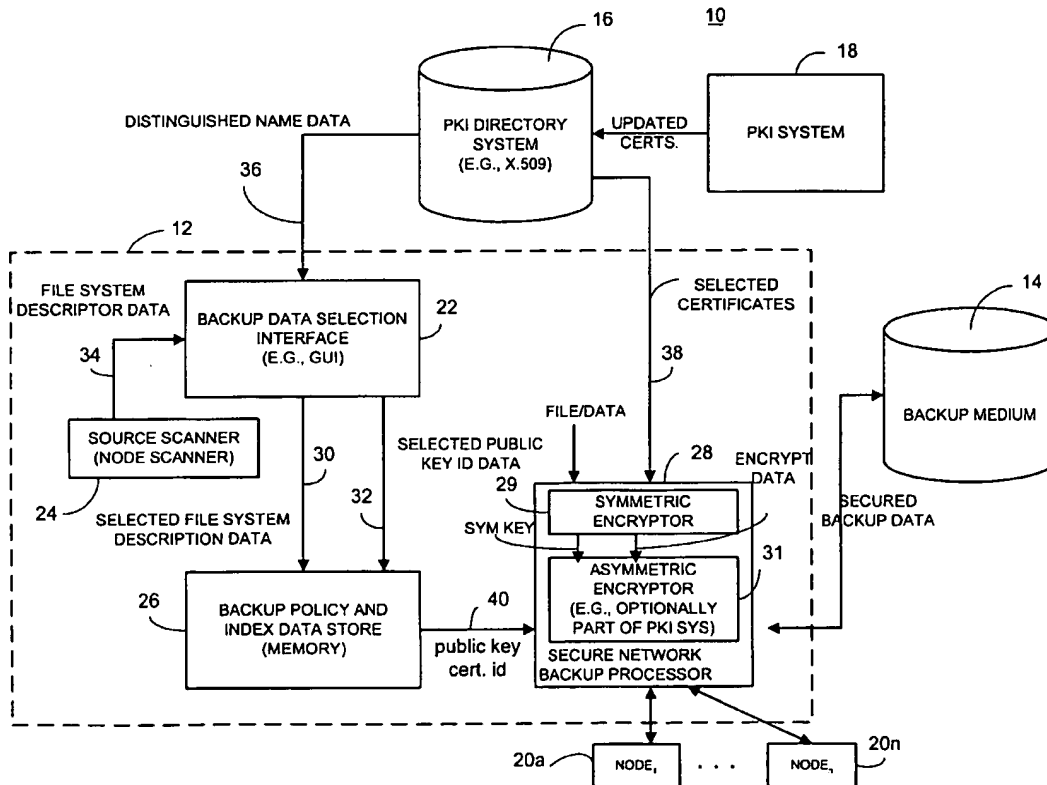 10
16
18
DISTINGUISHED NAME DATA
PKI DIRECTORY
SYSTEM
(E.G., X.509)
UPDATED
CERTS.
PKI SYSTEM
36
12
FILE SYSTEM
DESCRIPTOR DATA
BACKUP DATA SELECTION
INTERFACE
(E.G., GUI)
22
SELECTED
CERTIFICATES
14
34
38
BACKUP MEDIUM
SOURCE SCANNER
(NODE SCANNER)
24
30
32
FILE/DATA
SELECTED PUBLIC
KEY ID DATA
28
ENCRYPT
DATA
29
SYMMETRIC
ENCRYPTOR
SECURED
BACKUP DATA
SELECTED FILE SYSTEM
DESCRIPTION DATA
SYM KEY
31
ASYMMETRIC
ENCRYPTOR
(E.G., OPTIONALLY
PART OF PKI SYS)
26
BACKUP POLICY AND
INDEX DATA STORE
(MEMORY)
40
public key
cert. id
SECURE NETWORK
BACKUP PROCESSOR
20a
NODE1
. . .
NODEn
20n